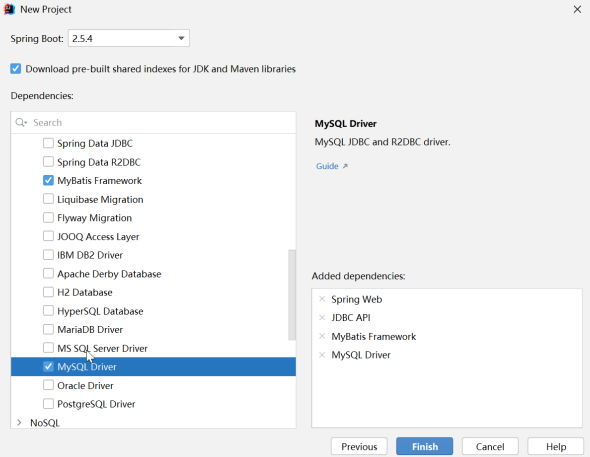 New Project
Spring Boot: 2.5.4
Download pre-built shared indexes for JDK and Maven libraries
Dependencies:
Search
Spring Data JDBC
Spring Data R2DBC
MyBatis Framework
Liquibase Migration
Flyway Migration
JOOQ Access Layer
IBM DB2 Driver
Apache Derby Database
H2 Database
HyperSQL Database
MariaDB Driver
MS SQL Server Driver
MySQL Driver
Oracle Driver
PostgreSQL Driver
NoSQL
MySQL Driver
MySQL JDBC and R2DBC driver.
Guide
Added dependencies:
Spring Web
JDBC API
MyBatis Framework
MySQL Driver
Previous Finish Cancel Help